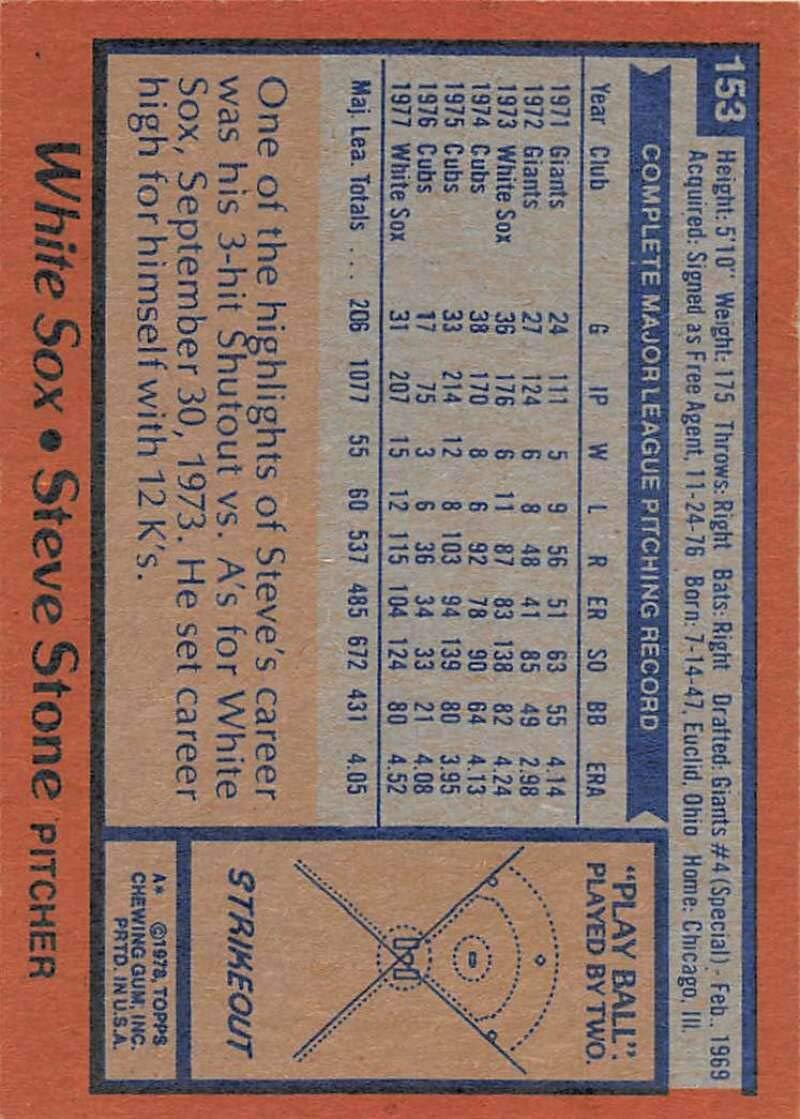 153
Height: 5'10" Weight: 175 Throws: Right Bats: Right Drafted: Giants #4 (Special) - Feb., 1969
Acquired: Signed as Free Agent, 11-24-76 Born: 7-14-47, Euclid, Ohio Home: Chicago, Ill.
COMPLETE MAJOR LEAGUE PITCHING RECORD
Year Club G IP W L R ER SO BB ERA
1971 Giants 24 111 5 9 56 51 63 55 4.14
1972 Giants 27 124 6 8 48 41 85 49 2.98
1973 White Sox 36 176 6 11 87 83 138 82 4.24
1974 Cubs 38 170 8 6 92 78 90 64 4.13
1975 Cubs 33 214 12 8 103 94 139 80 3.95
1976 Cubs 17 75 3 6 36 34 33 21 4.08
1977 White Sox 31 207 15 12 115 104 124 80 4.52
Maj. Lea. Totals .... 206 1077 55 60 537 485 672 431 4.05
One of the highlights of Steve's career
was his 3-hit Shutout vs. A's for White
Sox, September 30, 1973. He set career
high for himself with 12 K's.
"PLAY BALL"
PLAYED BY TWO.
STRIKEOUT
A* ©1978, TOPPS
CHEWING GUM, INC.
PRTD. IN U.S.A.
White Sox • Steve Stone PITCHER